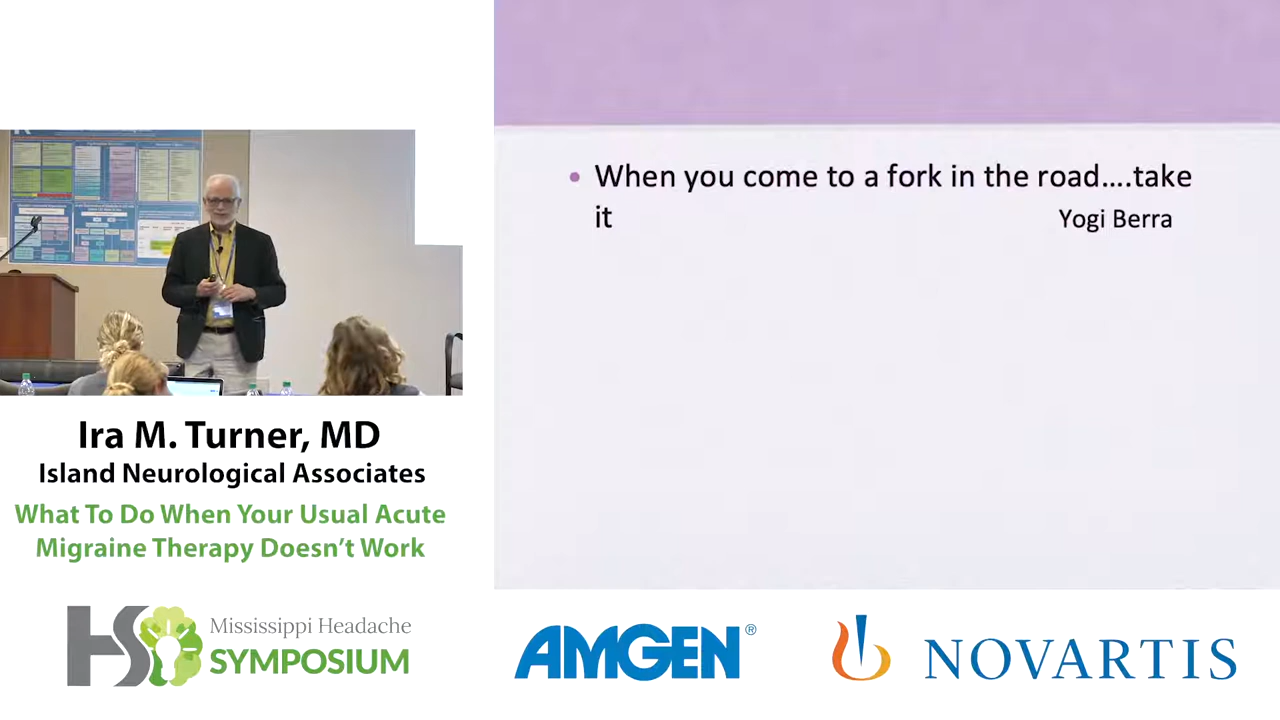 When you come to a fork in the road....take
it
Yogi Berra
Ira M. Turner, MD
Island Neurological Associates
What To Do When Your Usual Acute
Migraine Therapy Doesn’t Work
HS
Mississippi Headache
SYMPOSIUM
AMGEN®
NOVARTIS